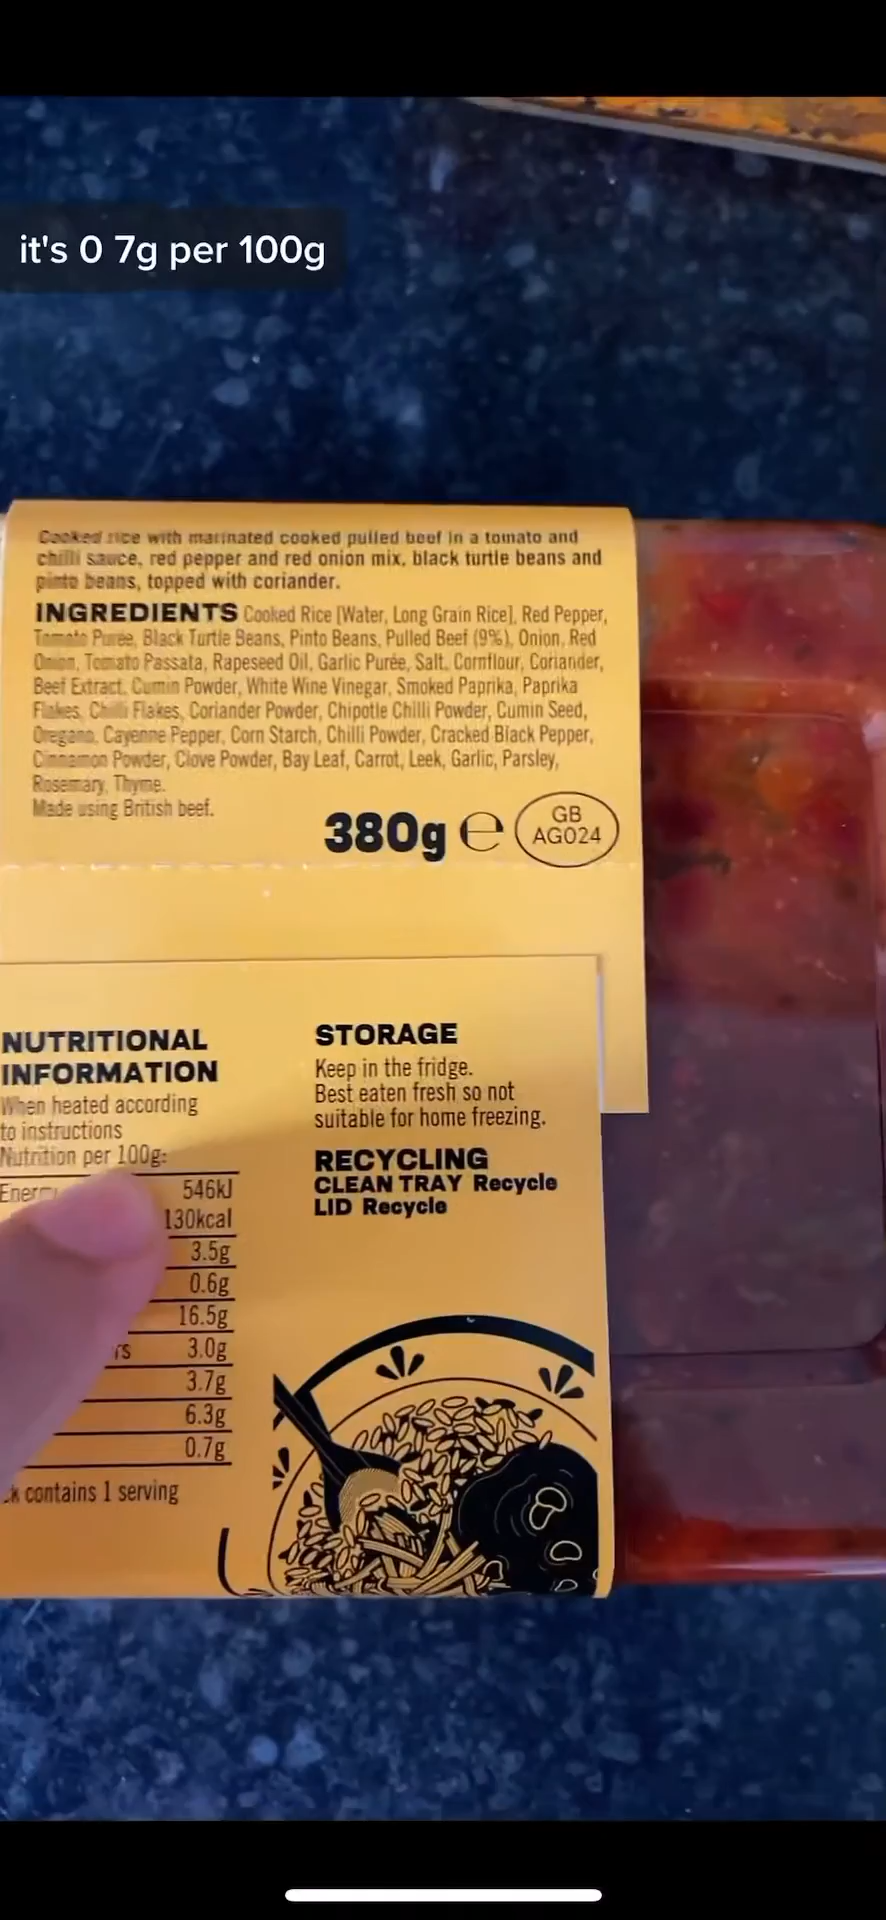 it's 0 7g per 100g
Cooked rice with marinated cooked pulled beef in a tomato and
chilli sauce, red pepper and red onion mix, black turtle beans and
pinto beans, topped with coriander.
INGREDIENTS Cooked Rice [Water, Long Grain Rice], Red Pepper,
Tomato Puree, Black Turtle Beans, Pinto Beans, Pulled Beef (9%), Onion, Red
Onion, Tomato Passata, Rapeseed Oil, Garlic Purée, Salt, Cornflour, Coriander,
Beef Extract, Cumin Powder, White Wine Vinegar, Smoked Paprika, Paprika
Flakes, Chilli Flakes, Coriander Powder, Chipotle Chilli Powder, Cumin Seed,
Oregano, Cayenne Pepper, Corn Starch, Chilli Powder, Cracked Black Pepper,
Cinnamon Powder, Clove Powder, Bay Leaf, Carrot, Leek, Garlic, Parsley,
Rosemary, Thyme.
Made using British beef.
380g e
GB
AG024
NUTRITIONAL
INFORMATION
When heated according
to instructions
Nutrition per 100g:
546kJ
130kcal
3.5g
0.6g
16.5g
rs 3.0g
3.7g
6.3g
0.7g
contains 1 serving
STORAGE
Keep in the fridge.
Best eaten fresh so not
suitable for home freezing.
RECYCLING
CLEAN TRAY Recycle
LID Recycle